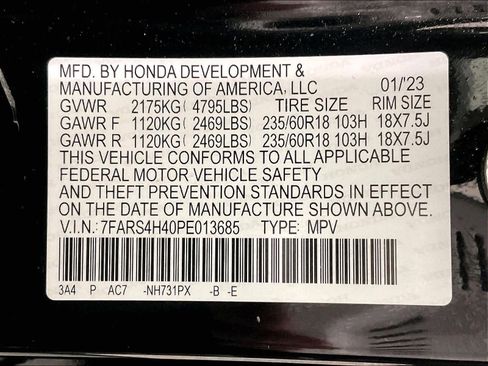 MFD. BY HONDA DEVELOPMENT &
MANUFACTURING OF AMERICA, LLC 01/'23
GVWR 2175KG (4795LBS) TIRE SIZE RIM SIZE
GAWR F 1120KG (2469LBS) 235/60R18 103H 18X7.5J
GAWR R 1120KG (2469LBS) 235/60R18 103H 18X7.5J
THIS VEHICLE CONFORMS TO ALL APPLICABLE
FEDERAL MOTOR VEHICLE SAFETY
AND THEFT PREVENTION STANDARDS IN EFFECT
ON THE DATE OF MANUFACTURE SHOWN ABOVE.
V.I.N.: 7FARS4H40PE013685 TYPE: MPV
3A4 P AC7 -NH731PX -B -E